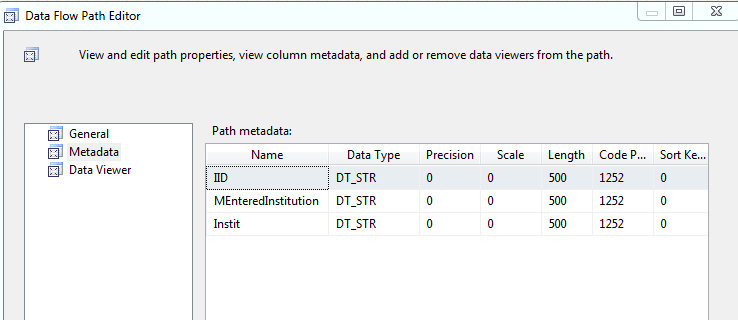 Data Flow Path Editor
View and edit path properties, view column metadata, and add or remove data viewers from the path.
General
Metadata
Data Viewer
Path metadata:
Name Data Type Precision Scale Length Code P... Sort Ke...
IID DT_STR 0 0 500 1252 0
MEnteredInstitution DT_STR 0 0 500 1252 0
Instit DT_STR 0 0 500 1252 0